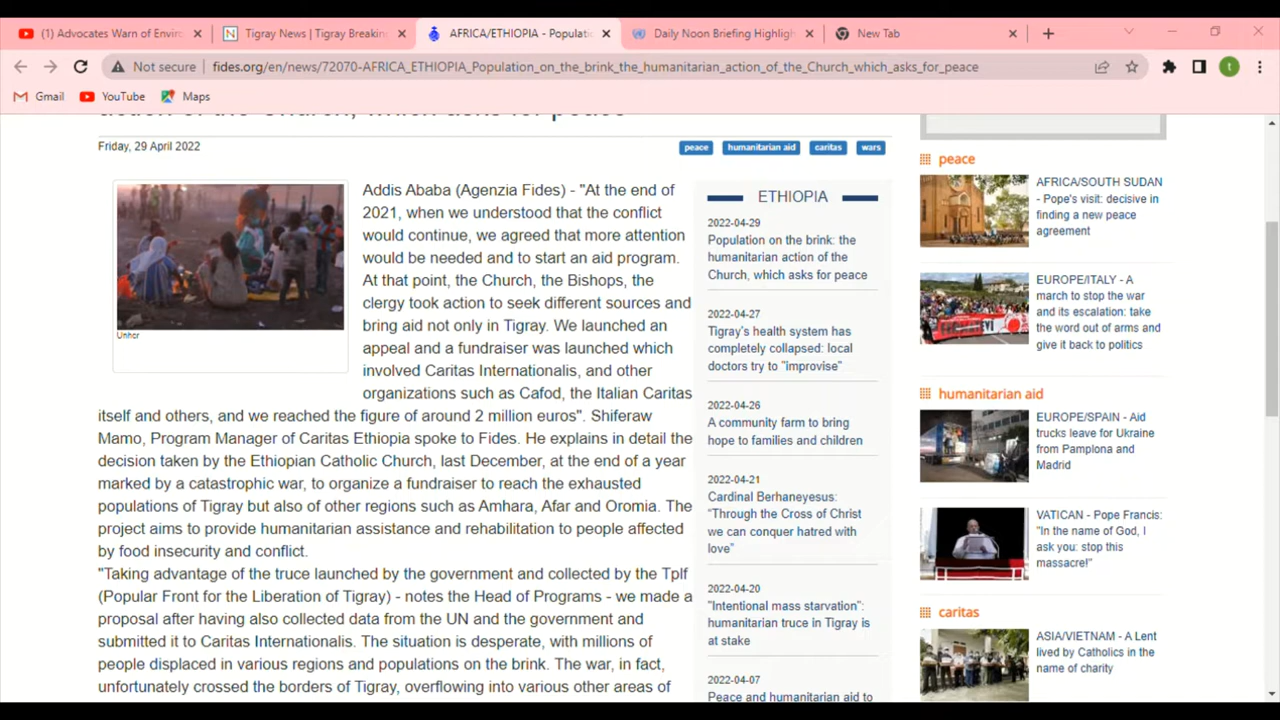 (1) Advocates Warn of Envir
Tigray News | Tigray Breakin
AFRICA/ETHIOPIA - Populati
Daily Noon Briefing Highligh
New Tab
Not secure
fides.org/en/news/72070-AFRICA_ETHIOPIA_Population_on_the_brink_the_humanitarian_action_of_the_Church_which_asks_for_peace
t
Gmail
YouTube
Maps
action of the Church, which asks for peace
Friday, 29 April 2022
peace
humanitarian aid
caritas
wars
Unhcr
Addis Ababa (Agenzia Fides) - "At the end of
2021, when we understood that the conflict
would continue, we agreed that more attention
would be needed and to start an aid program.
At that point, the Church, the Bishops, the
clergy took action to seek different sources and
bring aid not only in Tigray. We launched an
appeal and a fundraiser was launched which
involved Caritas Internationalis, and other
organizations such as Cafod, the Italian Caritas
itself and others, and we reached the figure of around 2 million euros". Shiferaw
Mamo, Program Manager of Caritas Ethiopia spoke to Fides. He explains in detail the
decision taken by the Ethiopian Catholic Church, last December, at the end of a year
marked by a catastrophic war, to organize a fundraiser to reach the exhausted
populations of Tigray but also of other regions such as Amhara, Afar and Oromia. The
project aims to provide humanitarian assistance and rehabilitation to people affected
by food insecurity and conflict.
"Taking advantage of the truce launched by the government and collected by the Tplf
(Popular Front for the Liberation of Tigray) - notes the Head of Programs - we made a
proposal after having also collected data from the UN and the government and
submitted it to Caritas Internationalis. The situation is desperate, with millions of
people displaced in various regions and populations on the brink. The war, in fact,
unfortunately crossed the borders of Tigray, overflowing into various other areas of
ETHIOPIA
2022-04-29
Population on the brink: the
humanitarian action of the
Church, which asks for peace
2022-04-27
Tigray's health system has
completely collapsed: local
doctors try to "improvise"
2022-04-26
A community farm to bring
hope to families and children
2022-04-21
Cardinal Berhaneyesus:
“Through the Cross of Christ
we can conquer hatred with
love”
2022-04-20
"Intentional mass starvation":
humanitarian truce in Tigray is
at stake
2022-04-07
Peace and humanitarian aid to
peace
AFRICA/SOUTH SUDAN
- Pope's visit: decisive in
finding a new peace
agreement
EUROPE/ITALY - A
march to stop the war
and its escalation: take
the word out of arms and
give it back to politics
humanitarian aid
EUROPE/SPAIN - Aid
trucks leave for Ukraine
from Pamplona and
Madrid
VATICAN - Pope Francis:
"In the name of God, I
ask you: stop this
massacre!"
caritas
ASIA/VIETNAM - A Lent
lived by Catholics in the
name of charity